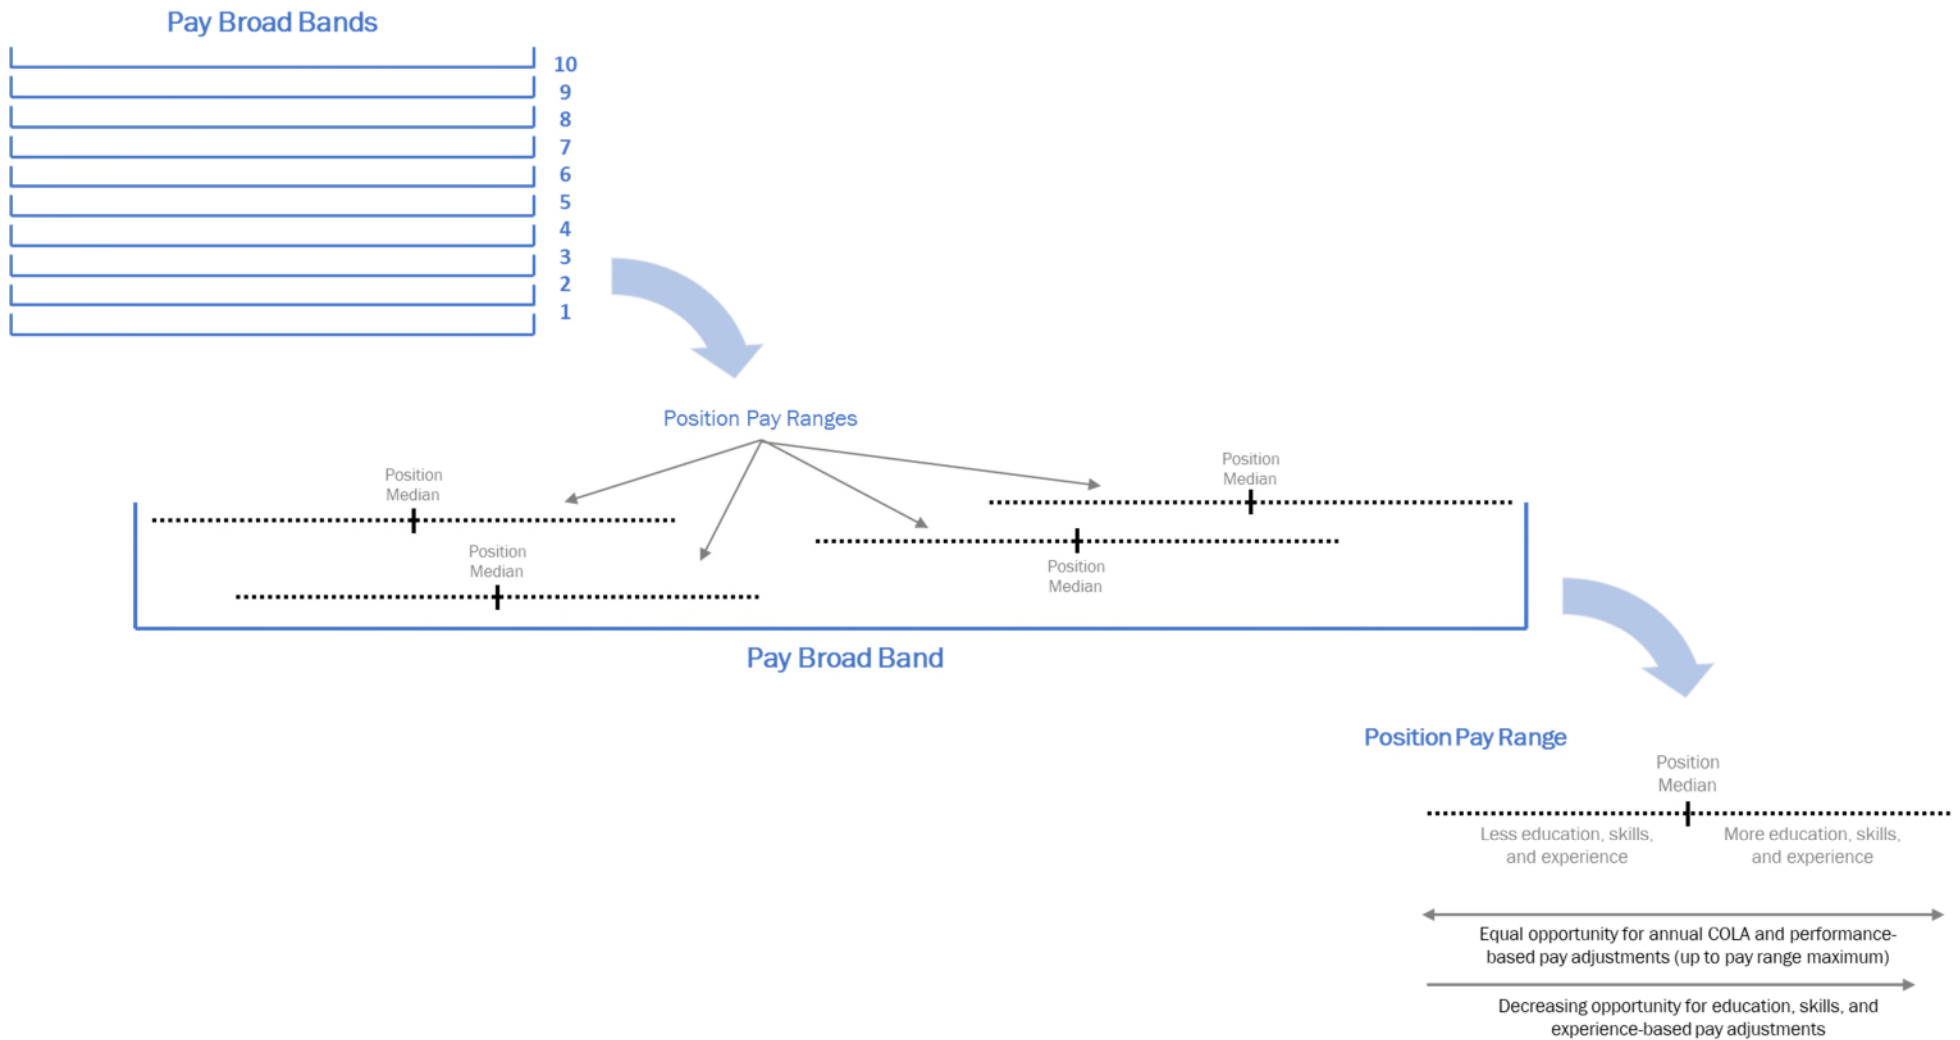 Pay Broad Bands
10
9
8
7
6
5
4
3
2
1
Position Pay Ranges
Position
Median
Position
Median
Position
Median
Position
Median
Pay Broad Band
Position Pay Range
Position
Median
Less education, skills,
and experience
More education, skills,
and experience
Equal opportunity for annual COLA and performance-
based pay adjustments (up to pay range maximum)
Decreasing opportunity for education, skills, and
experience-based pay adjustments